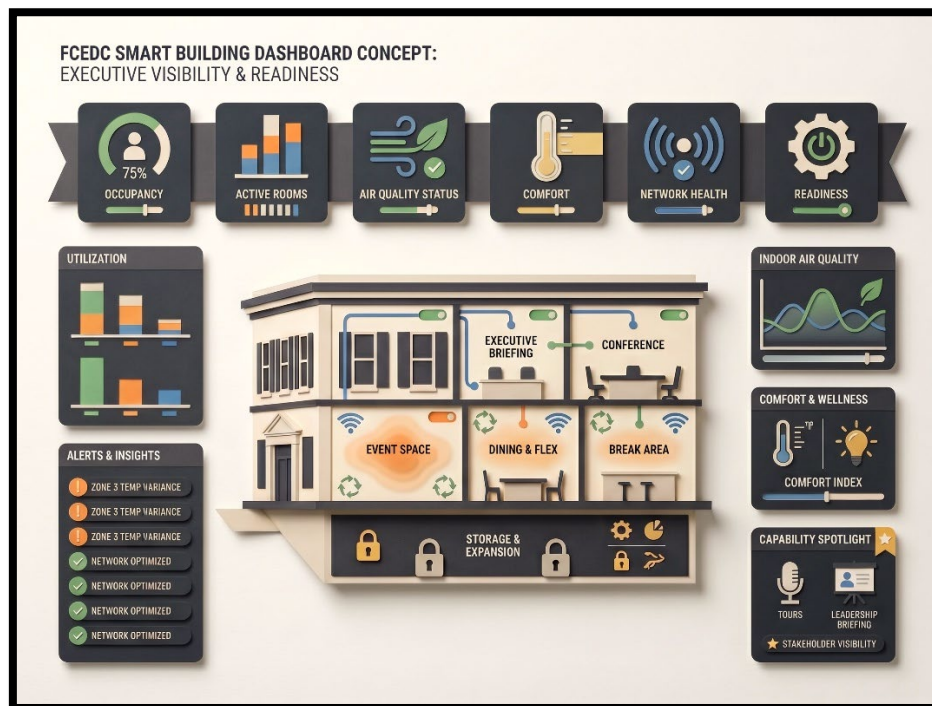 FCEDC SMART BUILDING DASHBOARD CONCEPT:
EXECUTIVE VISIBILITY & READINESS
75%
OCCUPANCY
ACTIVE ROOMS
AIR QUALITY STATUS
COMFORT
NETWORK HEALTH
READINESS
UTILIZATION
ALERTS & INSIGHTS
ZONE 3 TEMP VARIANCE
ZONE 3 TEMP VARIANCE
ZONE 3 TEMP VARIANCE
NETWORK OPTIMIZED
NETWORK OPTIMIZED
NETWORK OPTIMIZED
NETWORK OPTIMIZED
EXECUTIVE
BRIEFING
CONFERENCE
EVENT SPACE
DINING & FLEX
BREAK AREA
STORAGE &
EXPANSION
INDOOR AIR QUALITY
COMFORT & WELLNESS
COMFORT INDEX
CAPABILITY SPOTLIGHT
TOURS
LEADERSHIP
BRIEFING
STAKEHOLDER VISIBILITY